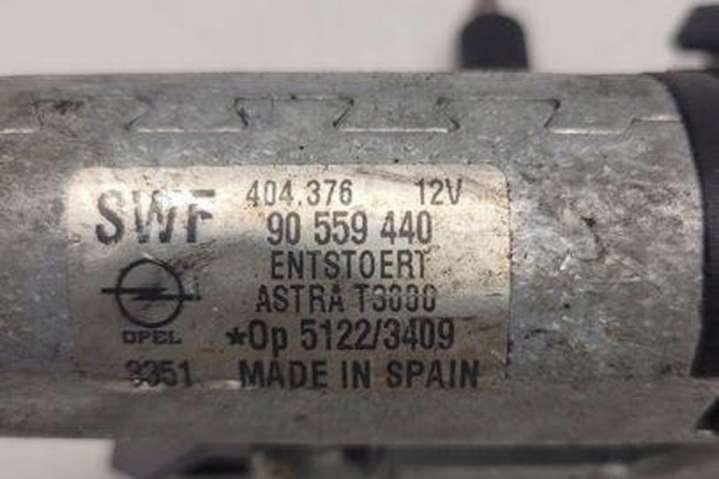 SWF 404.376 12V
90 559 440
ENTSTOERT
ASTRA T3000
OPEL *Op 5122/3409
MADE IN SPAIN